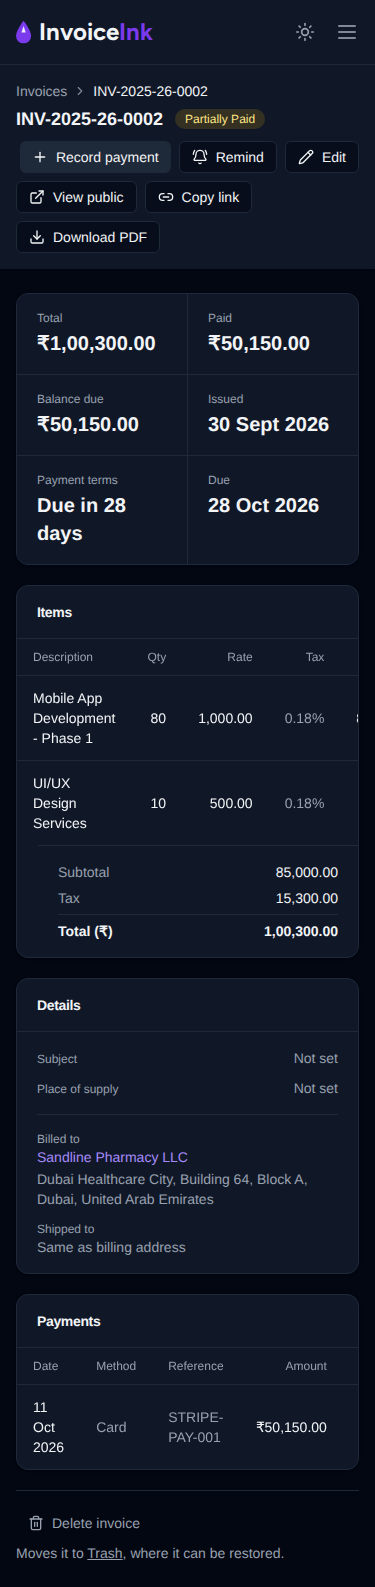 InvoiceInk
Invoices > INV-2025-26-0002
INV-2025-26-0002 Partially Paid
Record payment Remind Edit
View public Copy link
Download PDF
Total Paid
₹1,00,300.00 ₹50,150.00
Balance due Issued
₹50,150.00 30 Sept 2026
Payment terms Due
Due in 28 28 Oct 2026
days
Items
Description Qty Rate Tax
Mobile App
Development 80 1,000.00 0.18%
- Phase 1
UI/UX
Design 10 500.00 0.18%
Services
Subtotal 85,000.00
Tax 15,300.00
Total (₹) 1,00,300.00
Details
Subject Not set
Place of supply Not set
Billed to
Sandline Pharmacy LLC
Dubai Healthcare City, Building 64, Block A,
Dubai, United Arab Emirates
Shipped to
Same as billing address
Payments
Date Method Reference Amount
11
Oct Card STRIPE- ₹50,150.00
2026 PAY-001
Delete invoice
Moves it to Trash, where it can be restored.